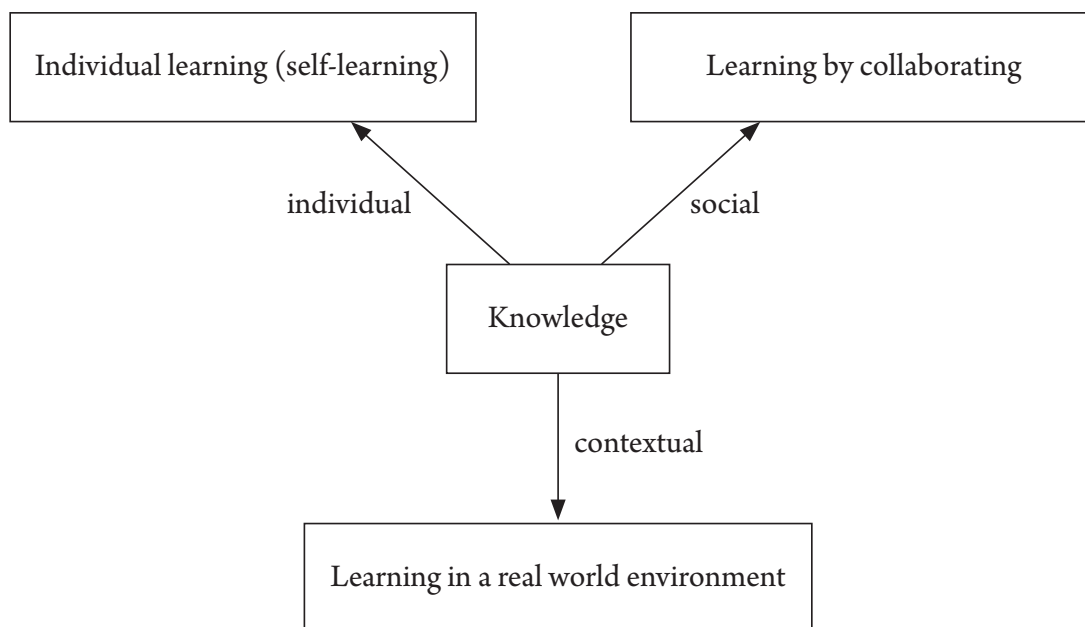 Individual learning (self-learning)
Learning by collaborating
individual
social
Knowledge
contextual
Learning in a real world environment